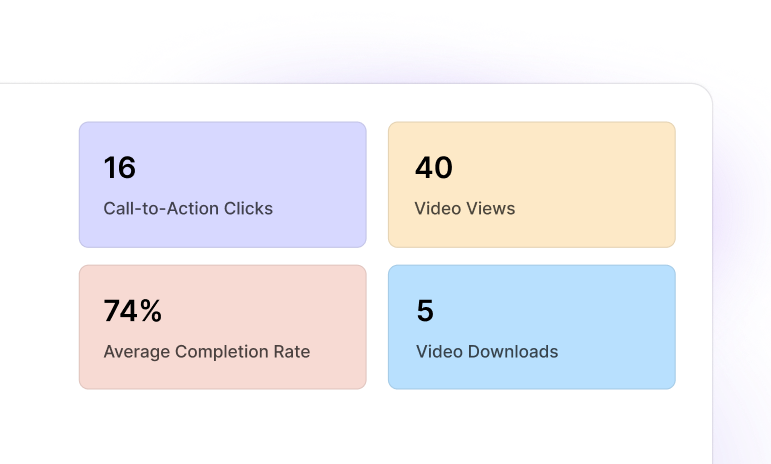 16
Call-to-Action Clicks
40
Video Views
74%
Average Completion Rate
5
Video Downloads